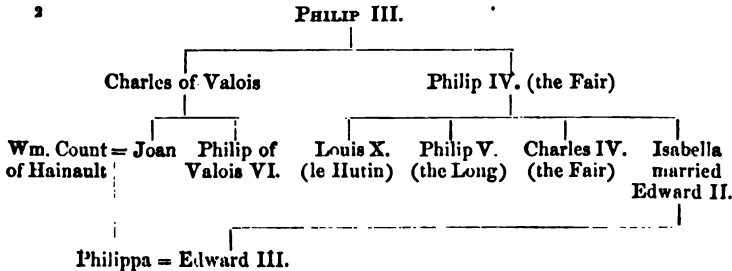 2
PHILIP III.
Charles of Valois Philip IV. (the Fair)
Wm. Count = Joan Philip of Louis X. Philip V. Charles IV. Isabella
of Hainault Valois VI. (le Hutin) (the Long) (the Fair) married
Edward II.
Philippa = Edward III.